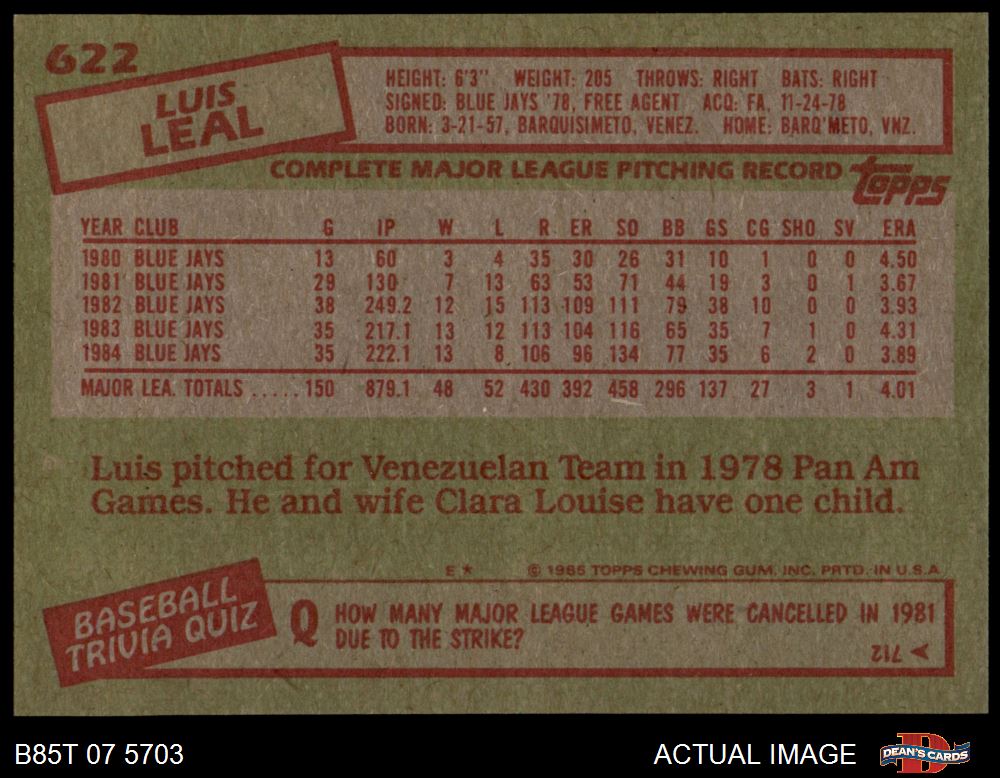 622
LUIS
LEAL
HEIGHT: 6'3" WEIGHT: 205 THROWS: RIGHT BATS: RIGHT
SIGNED: BLUE JAYS '78, FREE AGENT ACQ: FA, 11-24-78
BORN: 3-21-57, BARQUISIMETO, VENEZ. HOME: BARQ'METO, VNZ.
COMPLETE MAJOR LEAGUE PITCHING RECORD topps
YEAR CLUB G IP W L R ER SO BB GS CG SHO SV ERA
1980 BLUE JAYS 13 60 3 4 35 30 26 31 10 1 0 0 4.50
1981 BLUE JAYS 29 130 7 13 63 53 71 44 19 3 0 1 3.67
1982 BLUE JAYS 38 249.2 12 15 113 109 111 79 38 10 0 0 3.93
1983 BLUE JAYS 35 217.1 13 12 113 104 116 65 35 7 1 0 4.31
1984 BLUE JAYS 35 222.1 13 8 106 96 134 77 35 6 2 0 3.89
MAJOR LEA. TOTALS ..... 150 879.1 48 52 430 392 458 296 137 27 3 1 4.01
Luis pitched for Venezuelan Team in 1978 Pan Am
Games. He and wife Clara Louise have one child.
E * © 1985 TOPPS CHEWING GUM, INC. PRTD. IN U.S.A.
BASEBALL
TRIVIA QUIZ
Q HOW MANY MAJOR LEAGUE GAMES WERE CANCELLED IN 1981
DUE TO THE STRIKE?
712 A
B85T 07 5703 ACTUAL IMAGE D DEAN'S CARDS